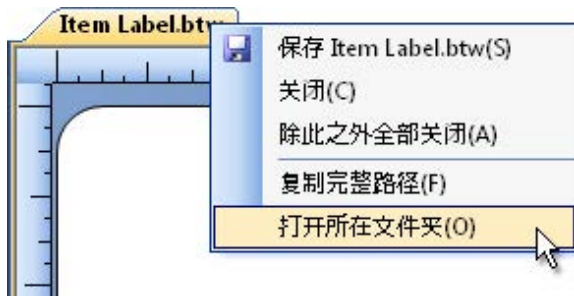 Item Label.btw
保存 Item Label.btw(S)
关闭(C)
除此之外全部关闭(A)
复制完整路径(F)
打开所在文件夹(O)